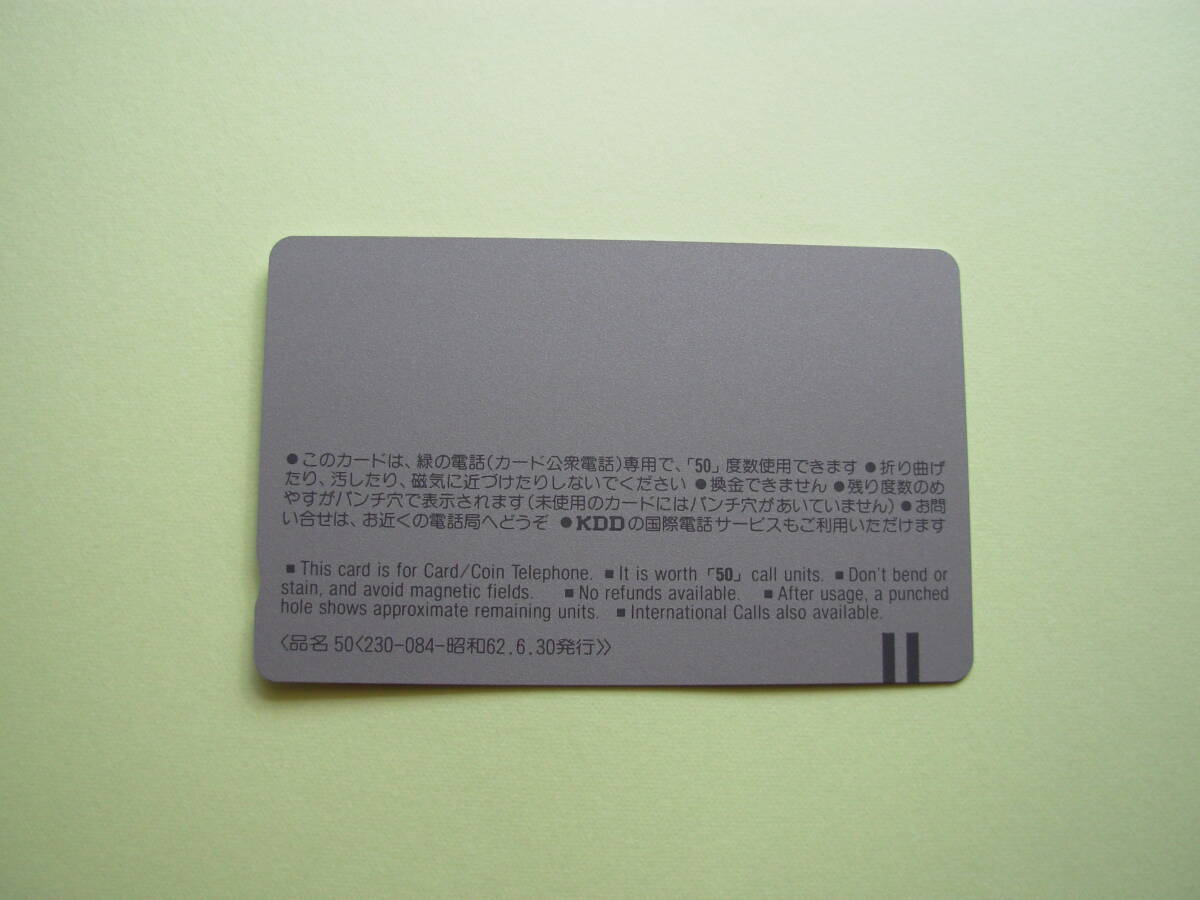 ●このカードは、緑の電話(カード公衆電話)専用で、「50」度数使用できます ●折り曲げ
たり、汚したり、磁気に近づけたりしないでください ●換金できません ●残り度数のめ
やすがパンチ穴で表示されます(未使用のカードにはパンチ穴があいていません) ●お問
い合せは、お近くの電話局へどうぞ ●KDDの国際電話サービスもご利用いただけます
■ This card is for Card/Coin Telephone. ■ It is worth「50」call units. ■ Don't bend or
stain, and avoid magnetic fields. ■ No refunds available. ■ After usage, a punched
hole shows approximate remaining units. ■ International Calls also available.
〈品名 50〈230-084-昭和62.6.30発行〉〉